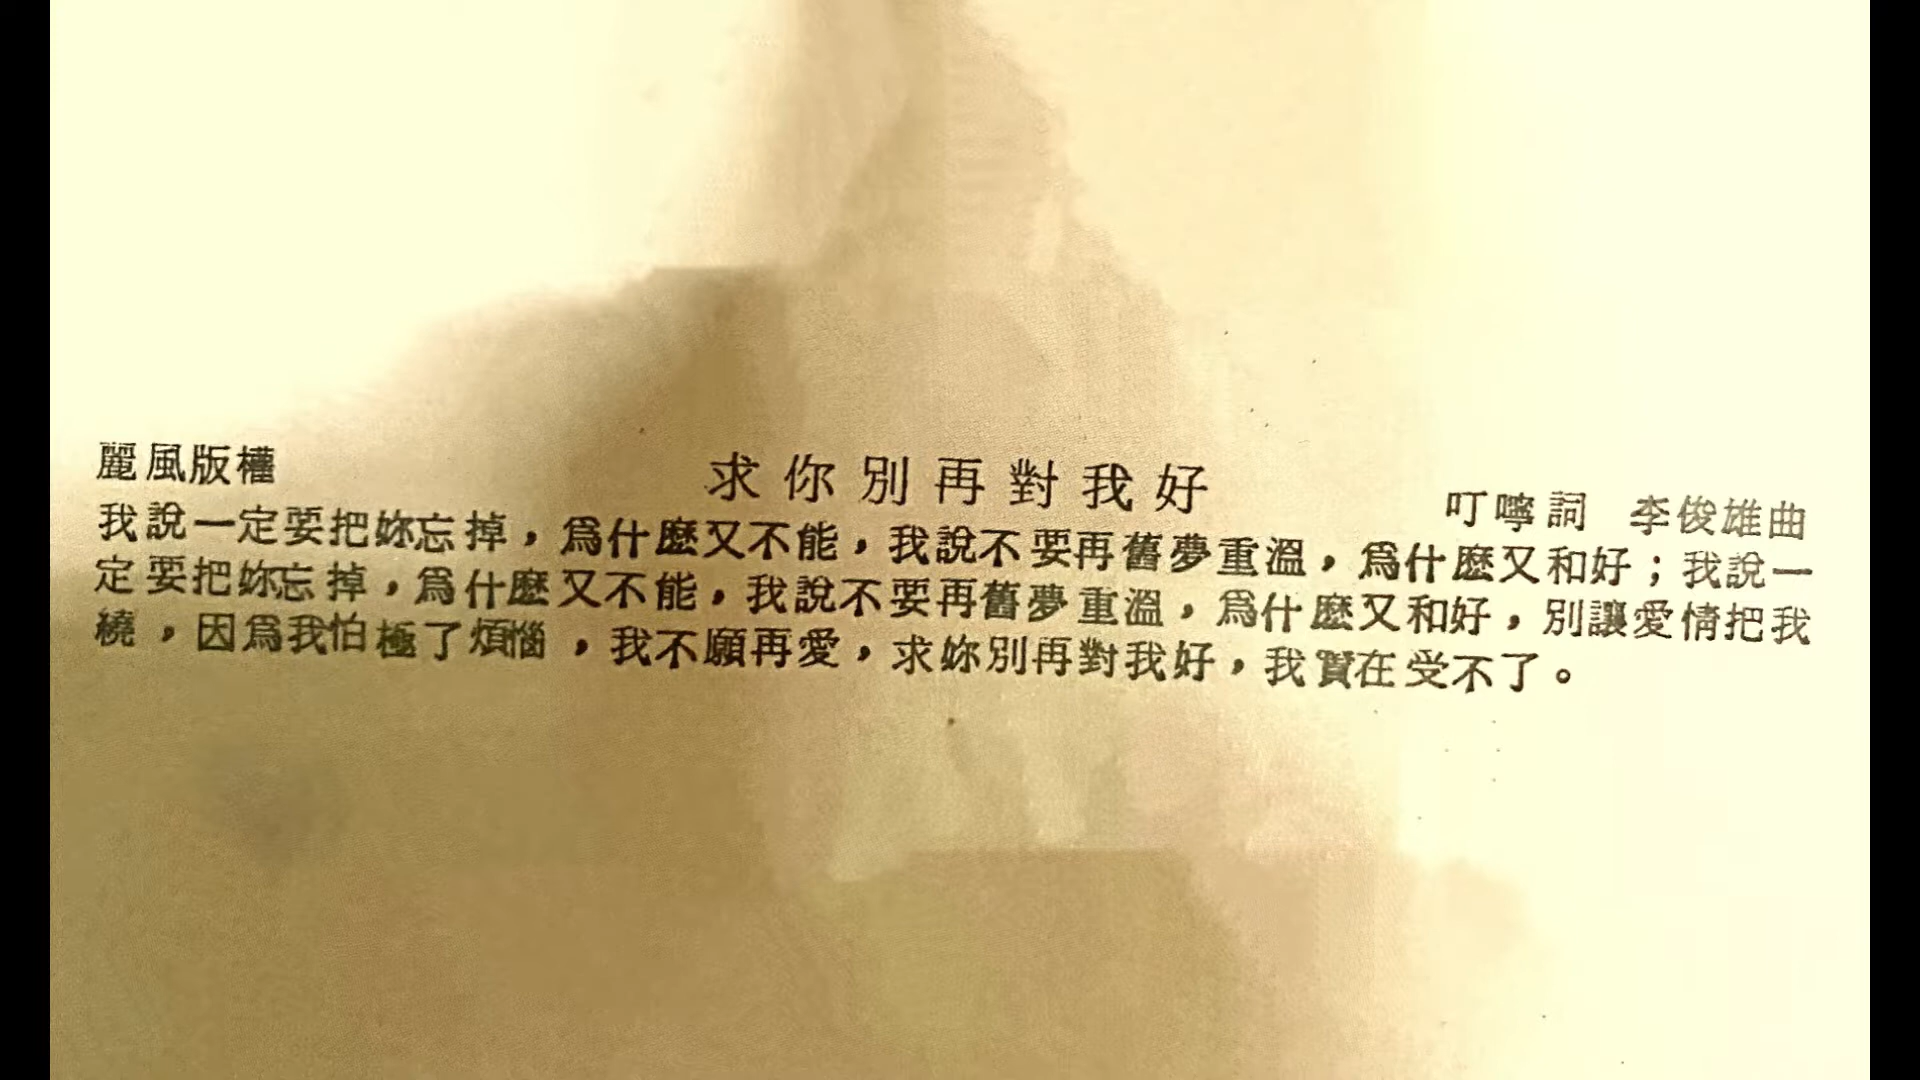 麗風版權
求你別再對我好
叮嚀詞 李俊雄曲
我說一定要把妳忘掉,爲什麽又不能,我說不要再舊夢重溫,爲什麽又和好;我說一
定要把妳忘掉,爲什麽又不能,我說不要再舊夢重溫,爲什麽又和好,別讓愛情把我
繞,因爲我怕極了煩惱,我不願再愛,求妳別再對我好,我實在受不了。